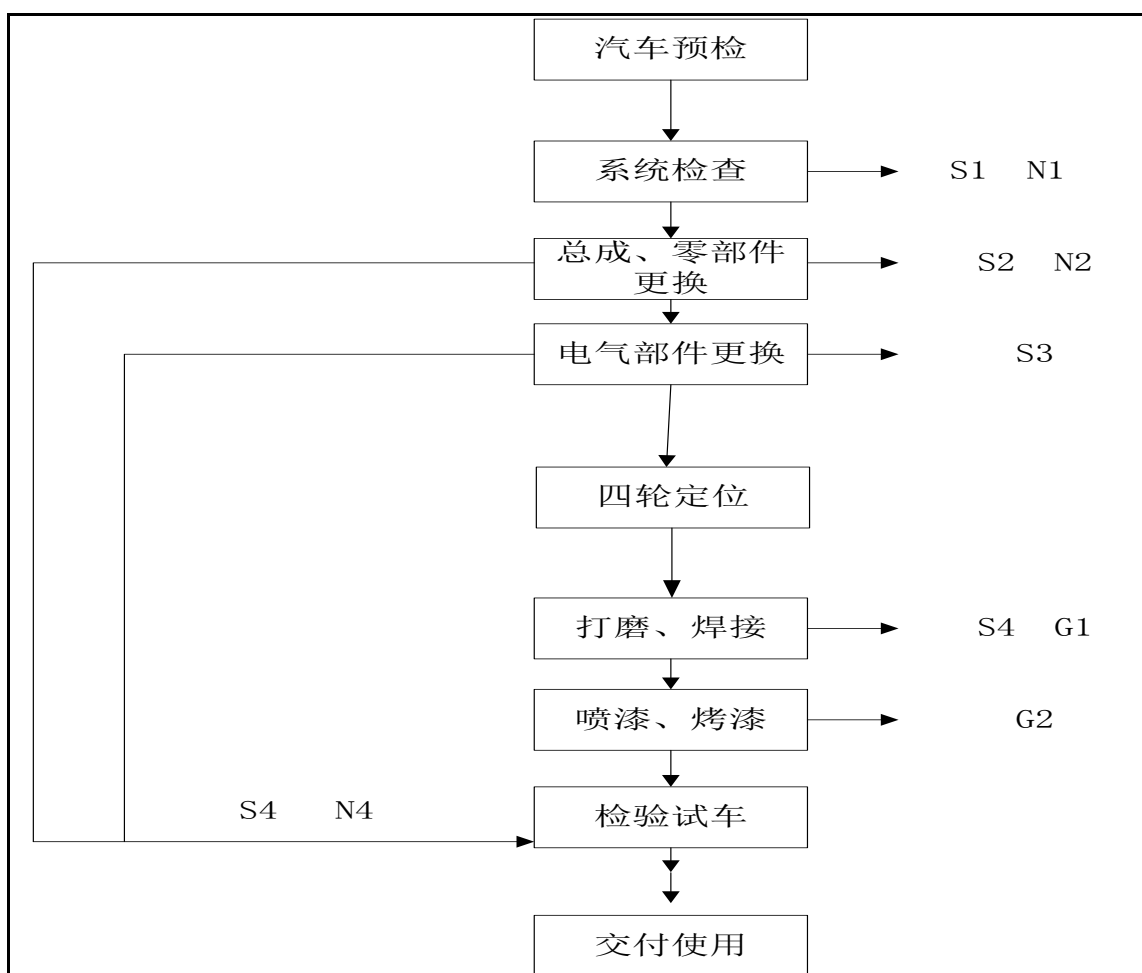 汽车预检
系统检查
S1 N1
总成、零部件
更换
S2 N2
电气部件更换
S3
四轮定位
打磨、焊接
S4 G1
喷漆、烤漆
G2
S4 N4
检验试车
交付使用